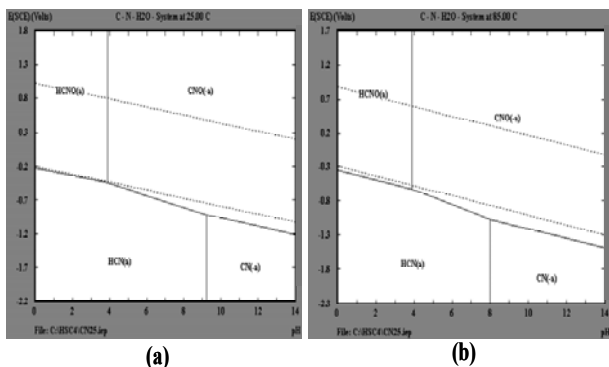 E(SCE) (Volts) C - N - H2O - System at 25.00 C
1.8
1.3
0.8
0.3
-0.2
-0.7
-1.2
-1.7
-2.2
HCNO(a)
CNO(-a)
HCN(a)
CN(-a)
0 2 4 6 8 10 12 14
File: C:\HSC4\CN25.iep pH
(a)
E(SCE) (Volts) C - N - H2O - System at 85.00 C
1.7
1.2
0.7
0.2
-0.3
-0.8
-1.3
-1.8
-2.3
HCNO(a)
CNO(-a)
HCN(a)
CN(-a)
0 2 4 6 8 10 12 14
File: C:\HSC4\CN25.iep pH
(b)